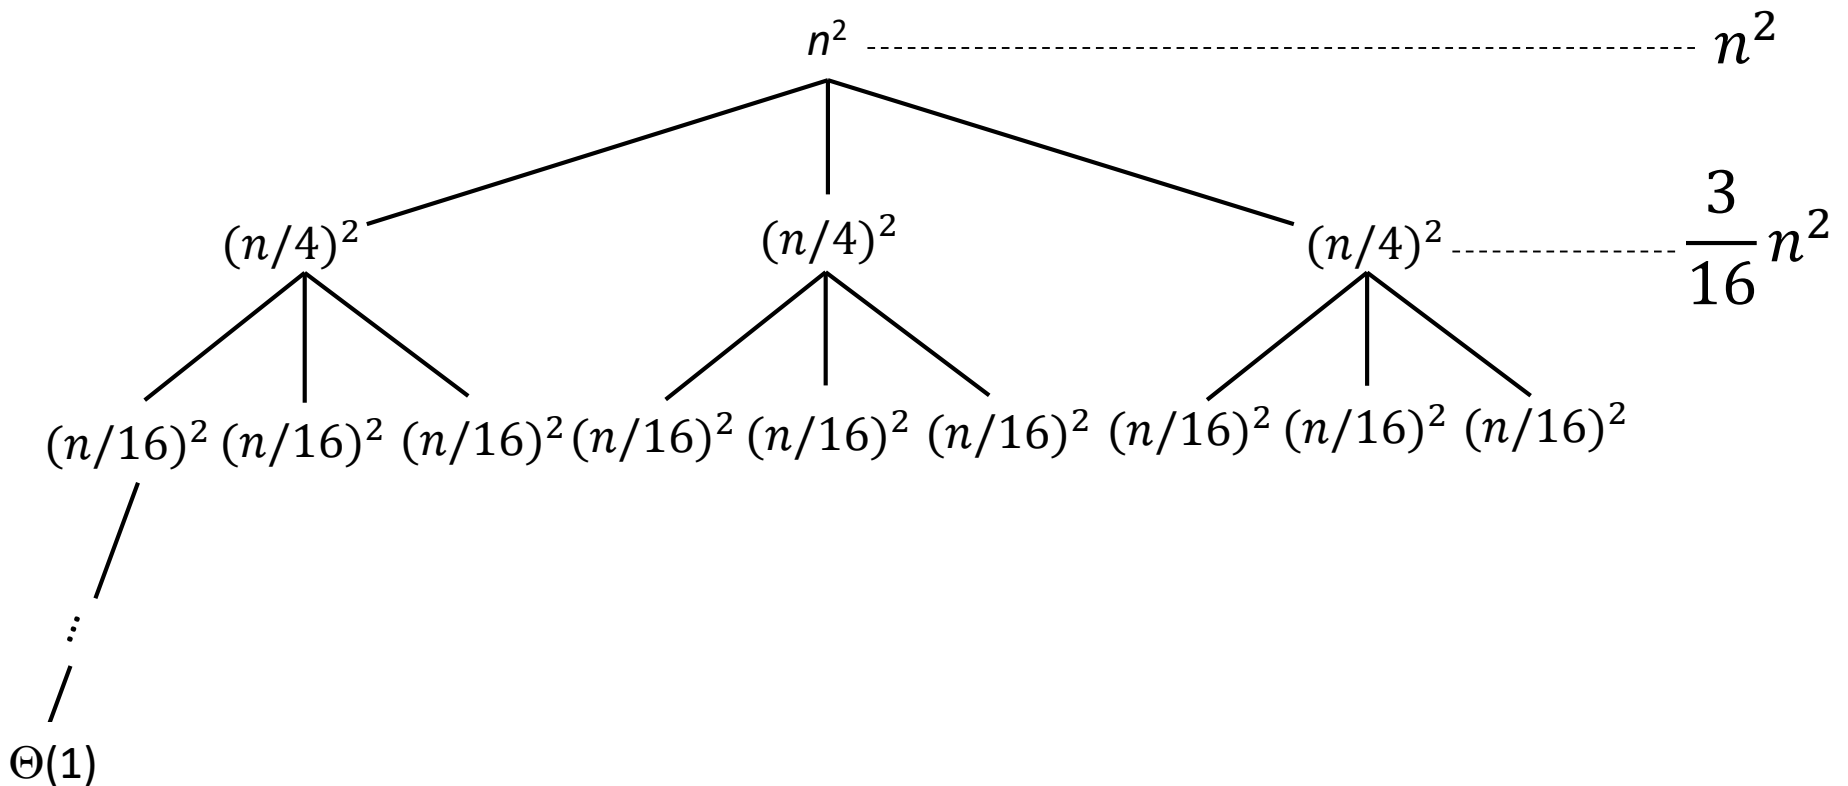 n² n²
(n/4)² (n/4)² (n/4)² 3/16 n²
(n/16)² (n/16)² (n/16)² (n/16)² (n/16)² (n/16)² (n/16)² (n/16)² (n/16)²
...
Θ(1)